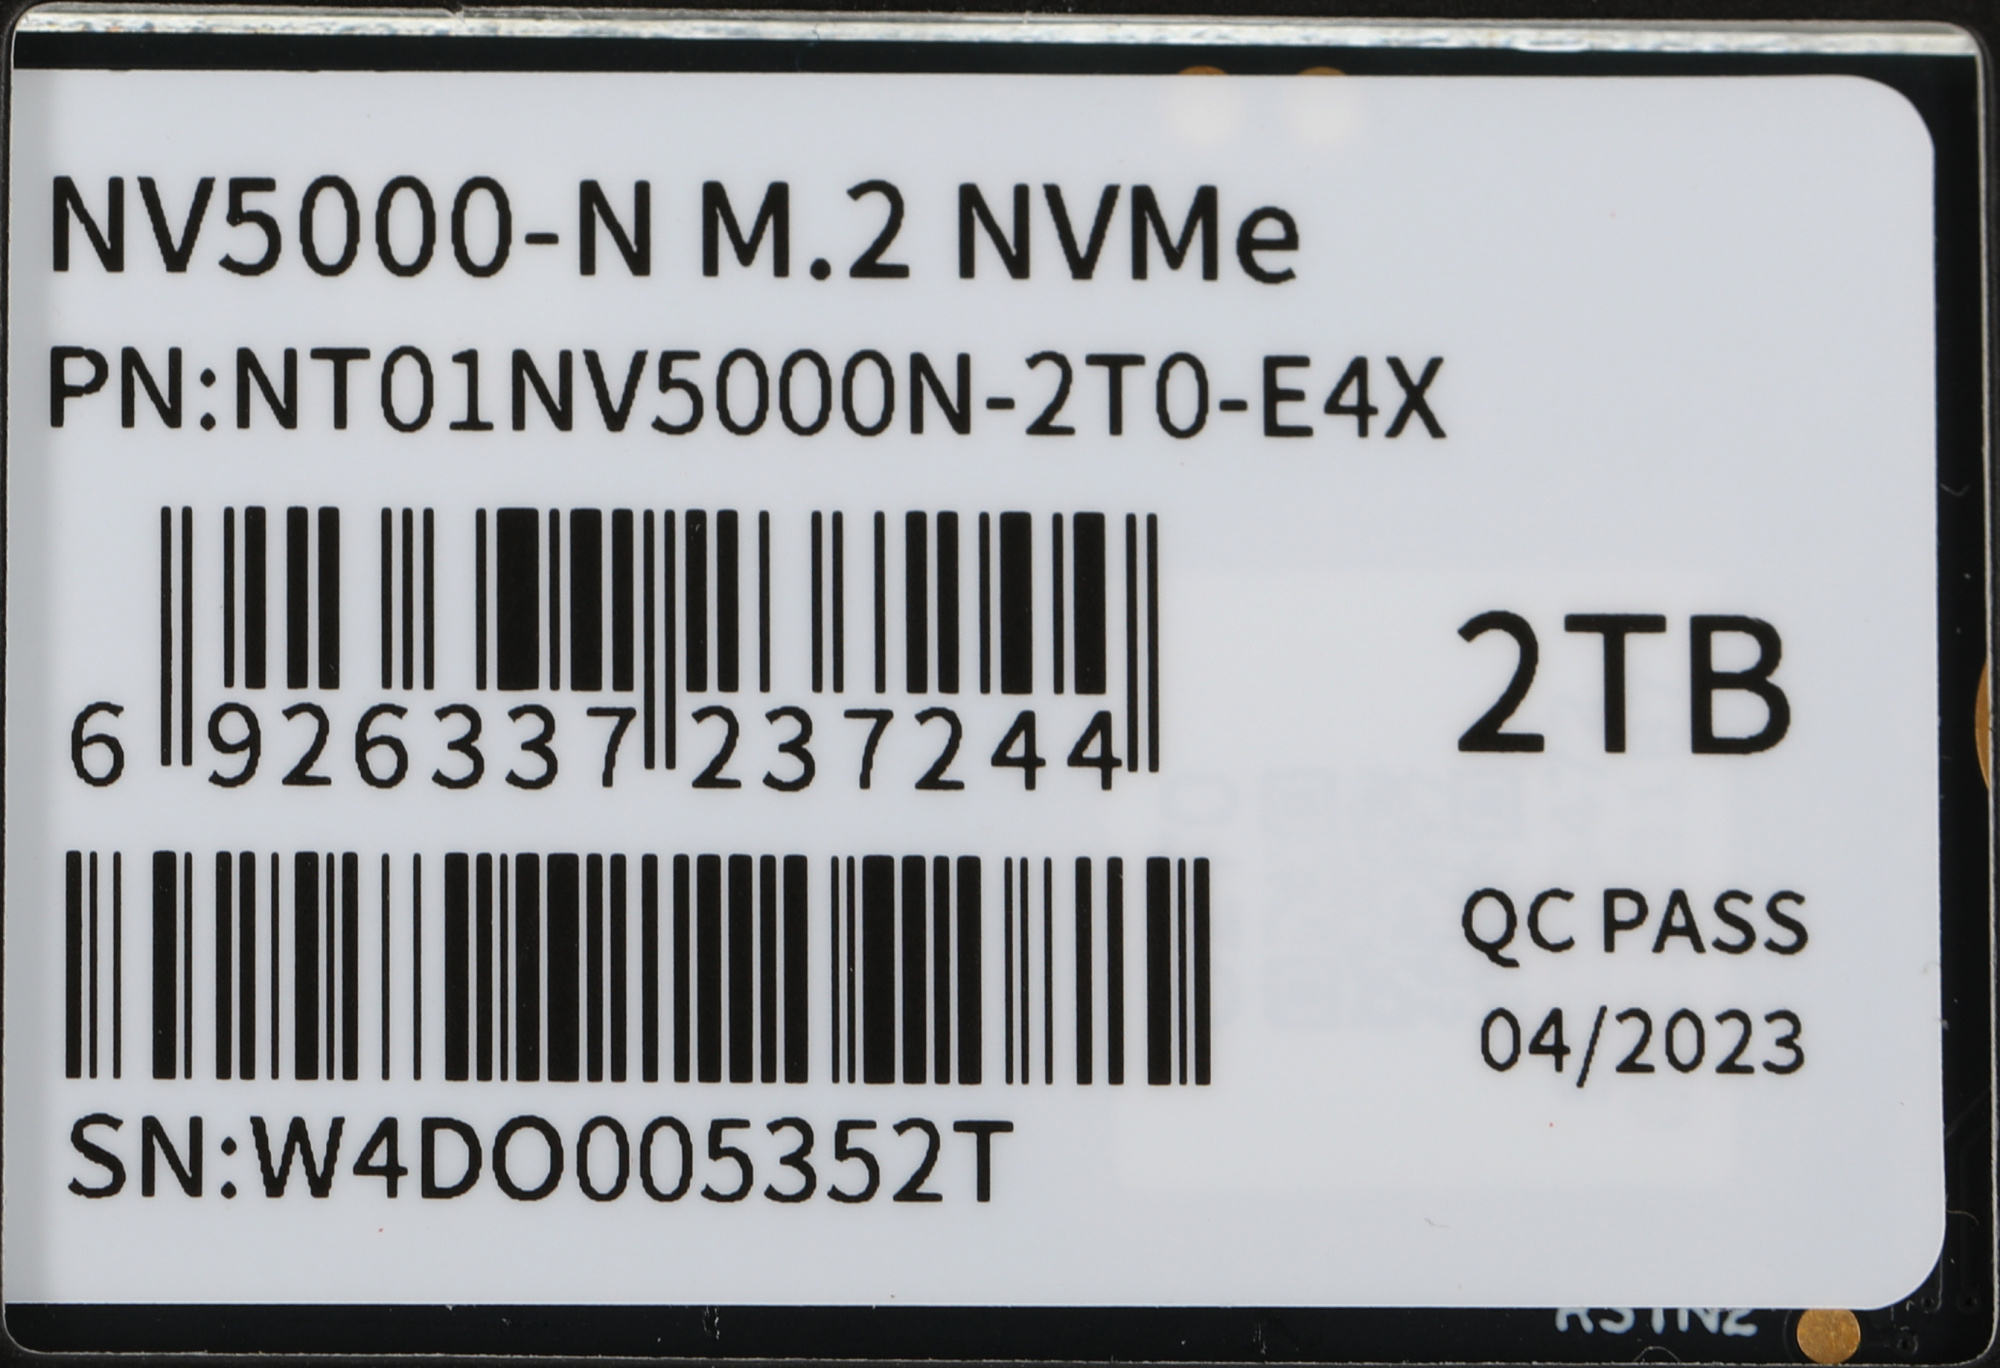 NV5000-N M.2 NVMe
PN:NT01NV5000N-2T0-E4X
6 926337 237244
2TB
QC PASS
04/2023
SN:W4DO005352T